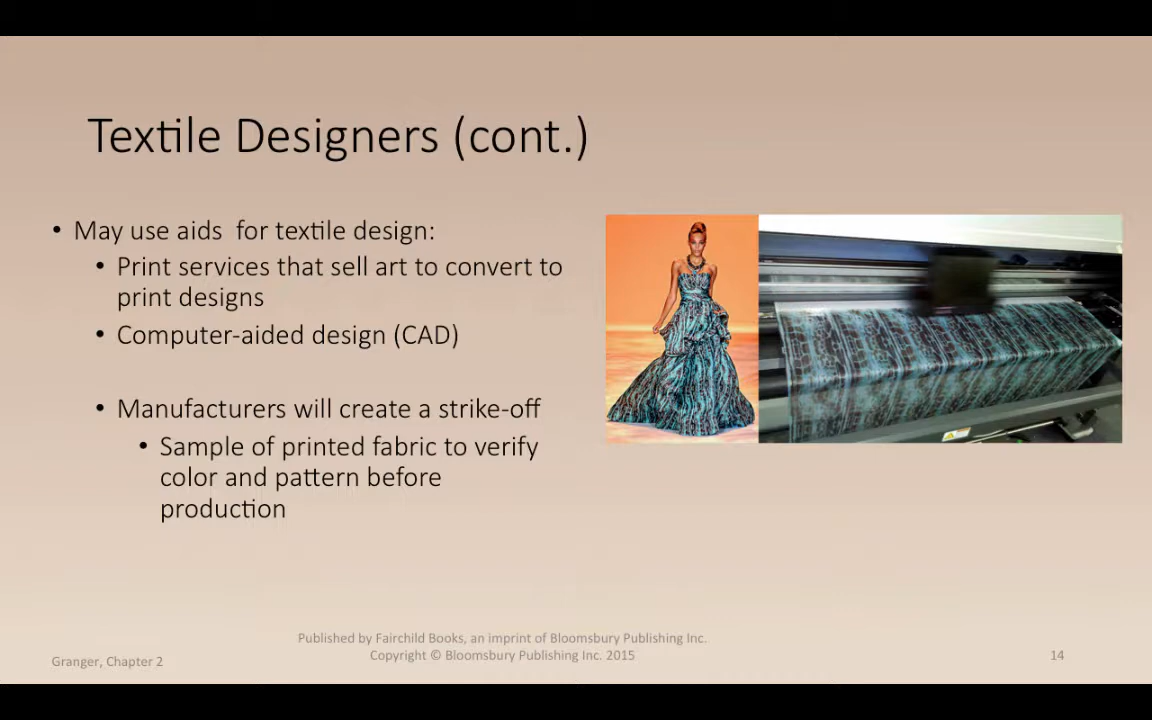 Textile Designers (cont.)
• May use aids  for textile design:
• Print services that sell art to convert to
print designs
• Computer-aided design (CAD)
• Manufacturers will create a strike-off
• Sample of printed fabric to verify
color and pattern before
production
Published by Fairchild Books, an imprint of Bloomsbury Publishing Inc.
Copyright © Bloomsbury Publishing Inc. 2015
Granger, Chapter 2
14